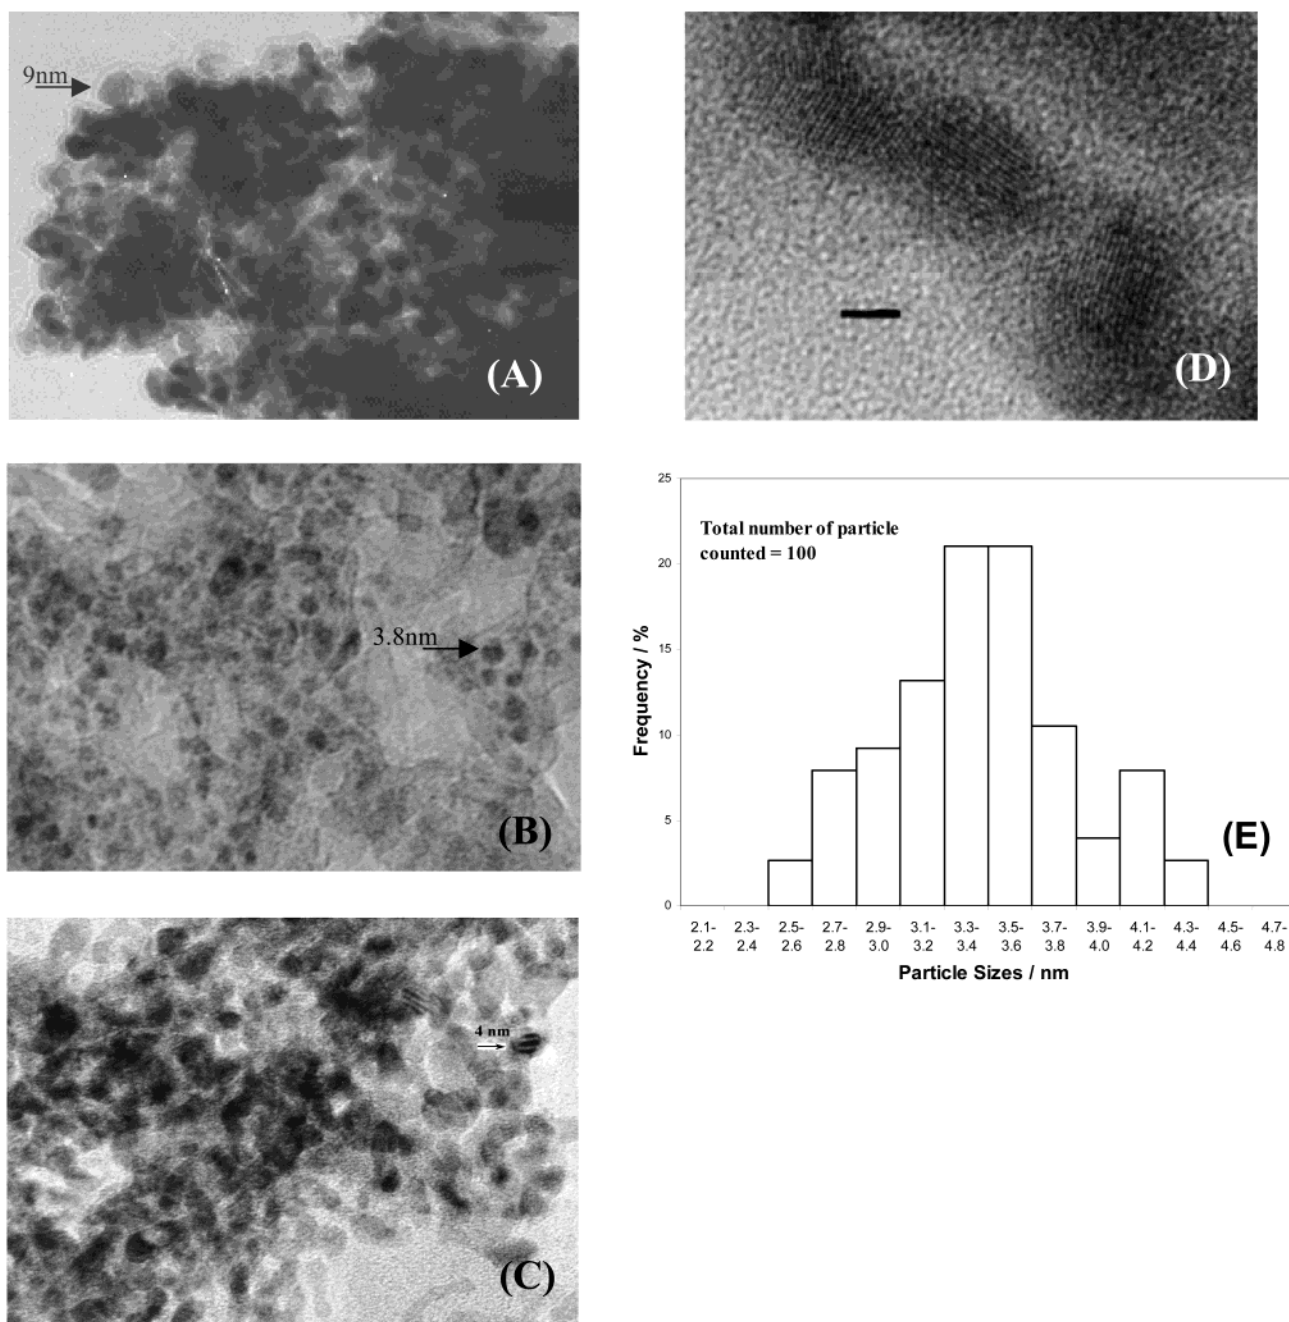 9nm
(A)
(D)
3.8nm
(B)
4 nm
(C)
25
20
15
10
5
0
Frequency / %
Total number of particle
counted = 100
(E)
2.1- 2.3- 2.5- 2.7- 2.9- 3.1- 3.3- 3.5- 3.7- 3.9- 4.1- 4.3- 4.5- 4.7-
2.2 2.4 2.6 2.8 3.0 3.2 3.4 3.6 3.8 4.0 4.2 4.4 4.6 4.8
Particle Sizes / nm